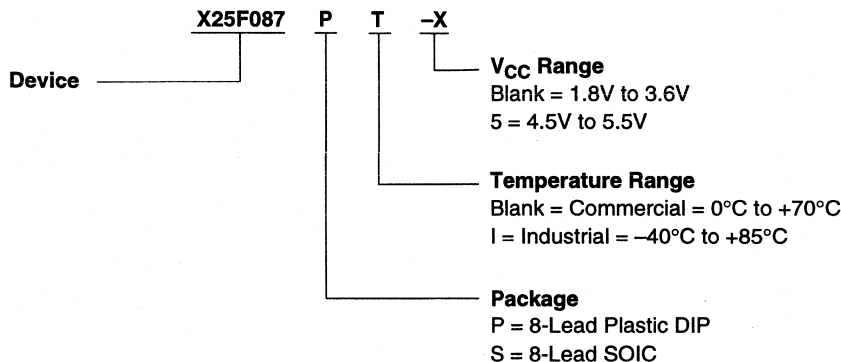 X25F087 P T –X
Device
VCC Range
Blank = 1.8V to 3.6V
5 = 4.5V to 5.5V
Temperature Range
Blank = Commercial = 0°C to +70°C
I = Industrial = –40°C to +85°C
Package
P = 8-Lead Plastic DIP
S = 8-Lead SOIC